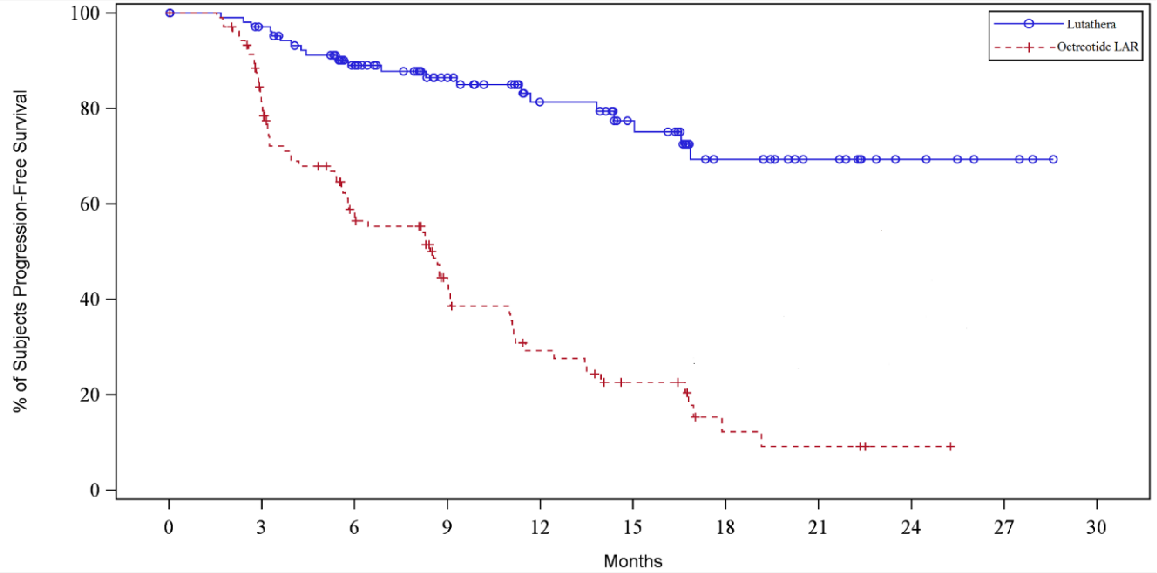 % of Subjects Progression-Free Survival
100
80
60
40
20
0
Lutathera
Octreotide LAR
0 3 6 9 12 15 18 21 24 27 30
Months